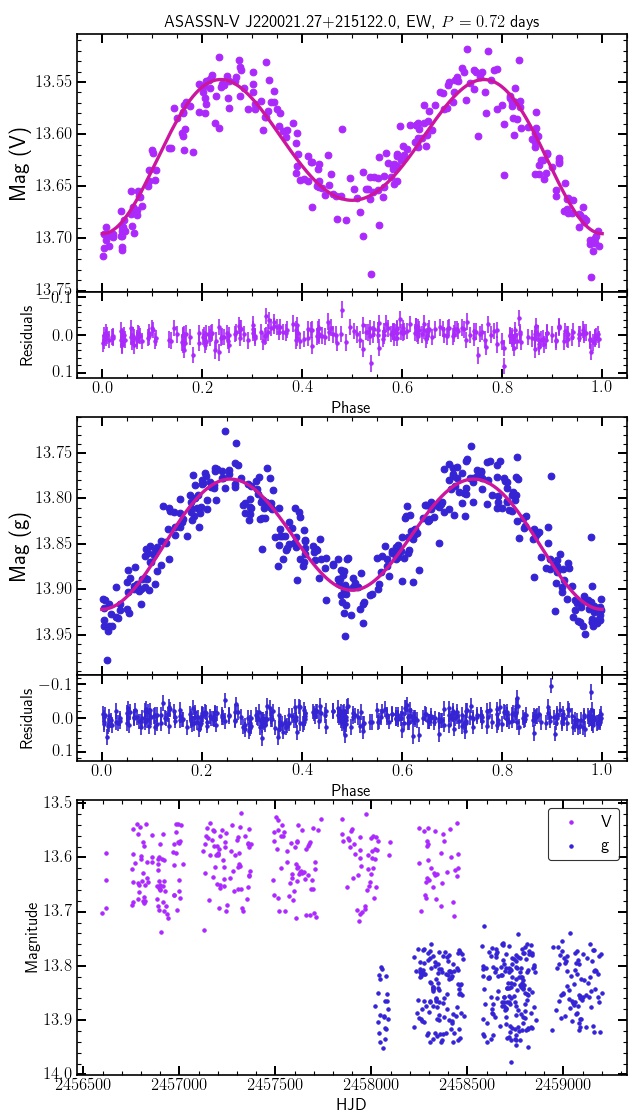 ASASSN-V J220021.27+215122.0, EW, P = 0.72 days
13.55
13.60
13.65
13.70
13.75
Mag (V)
−0.1
0.0
0.1
Residuals
0.0 0.2 0.4 0.6 0.8 1.0
Phase
13.75
13.80
13.85
13.90
13.95
Mag (g)
−0.1
0.0
0.1
Residuals
0.0 0.2 0.4 0.6 0.8 1.0
Phase
13.5
13.6
13.7
13.8
13.9
14.0
Magnitude
V
g
2456500 2457000 2457500 2458000 2458500 2459000
HJD